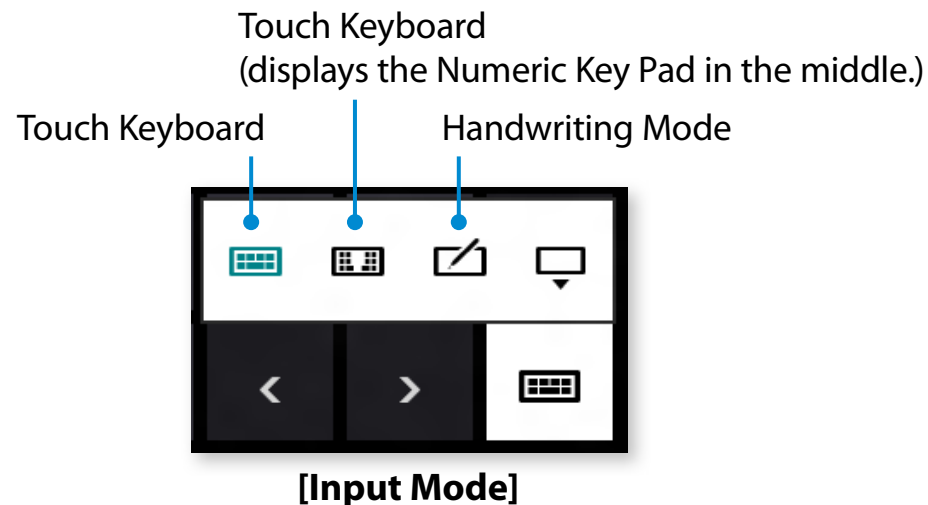 Touch Keyboard
(displays the Numeric Key Pad in the middle.)
Touch Keyboard
Handwriting Mode
[Input Mode]